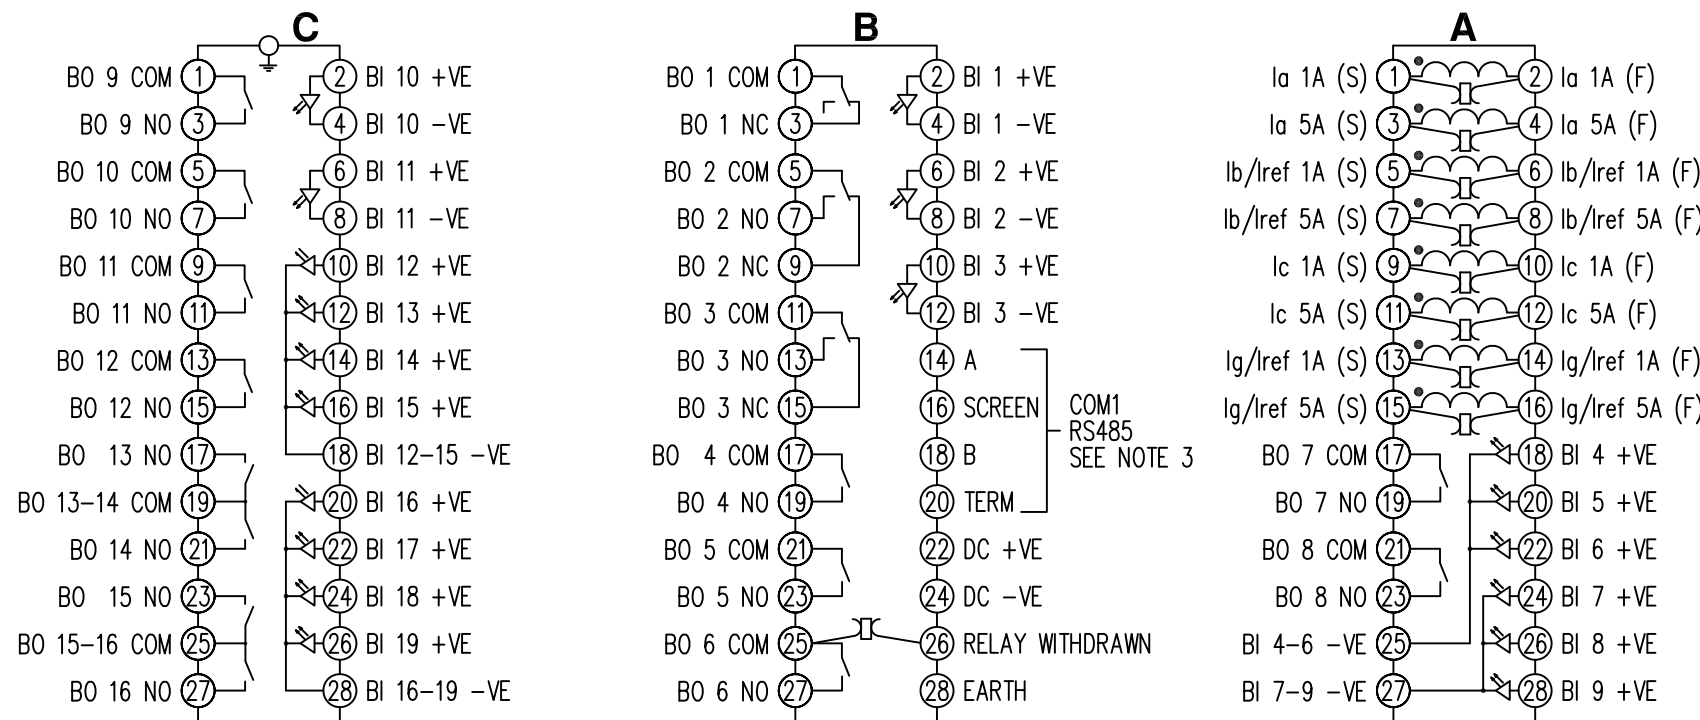 C
BO 9 COM 1 2 BI 10 +VE
BO 9 NO 3 4 BI 10 -VE
BO 10 COM 5 6 BI 11 +VE
BO 10 NO 7 8 BI 11 -VE
BO 11 COM 9 10 BI 12 +VE
BO 11 NO 11 12 BI 13 +VE
BO 12 COM 13 14 BI 14 +VE
BO 12 NO 15 16 BI 15 +VE
BO 13 NO 17 18 BI 12-15 -VE
BO 13-14 COM 19 20 BI 16 +VE
BO 14 NO 21 22 BI 17 +VE
BO 15 NO 23 24 BI 18 +VE
BO 15-16 COM 25 26 BI 19 +VE
BO 16 NO 27 28 BI 16-19 -VE
B
BO 1 COM 1 2 BI 1 +VE
BO 1 NC 3 4 BI 1 -VE
BO 2 COM 5 6 BI 2 +VE
BO 2 NO 7 8 BI 2 -VE
BO 2 NC 9 10 BI 3 +VE
BO 3 COM 11 12 BI 3 -VE
BO 3 NO 13 14 A
BO 3 NC 15 16 SCREEN
BO 4 COM 17 18 B
BO 4 NO 19 20 TERM
BO 5 COM 21 22 DC +VE
BO 5 NO 23 24 DC -VE
BO 6 COM 25 26 RELAY WITHDRAWN
BO 6 NO 27 28 EARTH
COM1
RS485
SEE NOTE 3
A
Ia 1A (S) 1 2 Ia 1A (F)
Ia 5A (S) 3 4 Ia 5A (F)
Ib/Iref 1A (S) 5 6 Ib/Iref 1A (F)
Ib/Iref 5A (S) 7 8 Ib/Iref 5A (F)
Ic 1A (S) 9 10 Ic 1A (F)
Ic 5A (S) 11 12 Ic 5A (F)
Ig/Iref 1A (S) 13 14 Ig/Iref 1A (F)
Ig/Iref 5A (S) 15 16 Ig/Iref 5A (F)
BO 7 COM 17 18 BI 4 +VE
BO 7 NO 19 20 BI 5 +VE
BO 8 COM 21 22 BI 6 +VE
BO 8 NO 23 24 BI 7 +VE
BI 4-6 -VE 25 26 BI 8 +VE
BI 7-9 -VE 27 28 BI 9 +VE